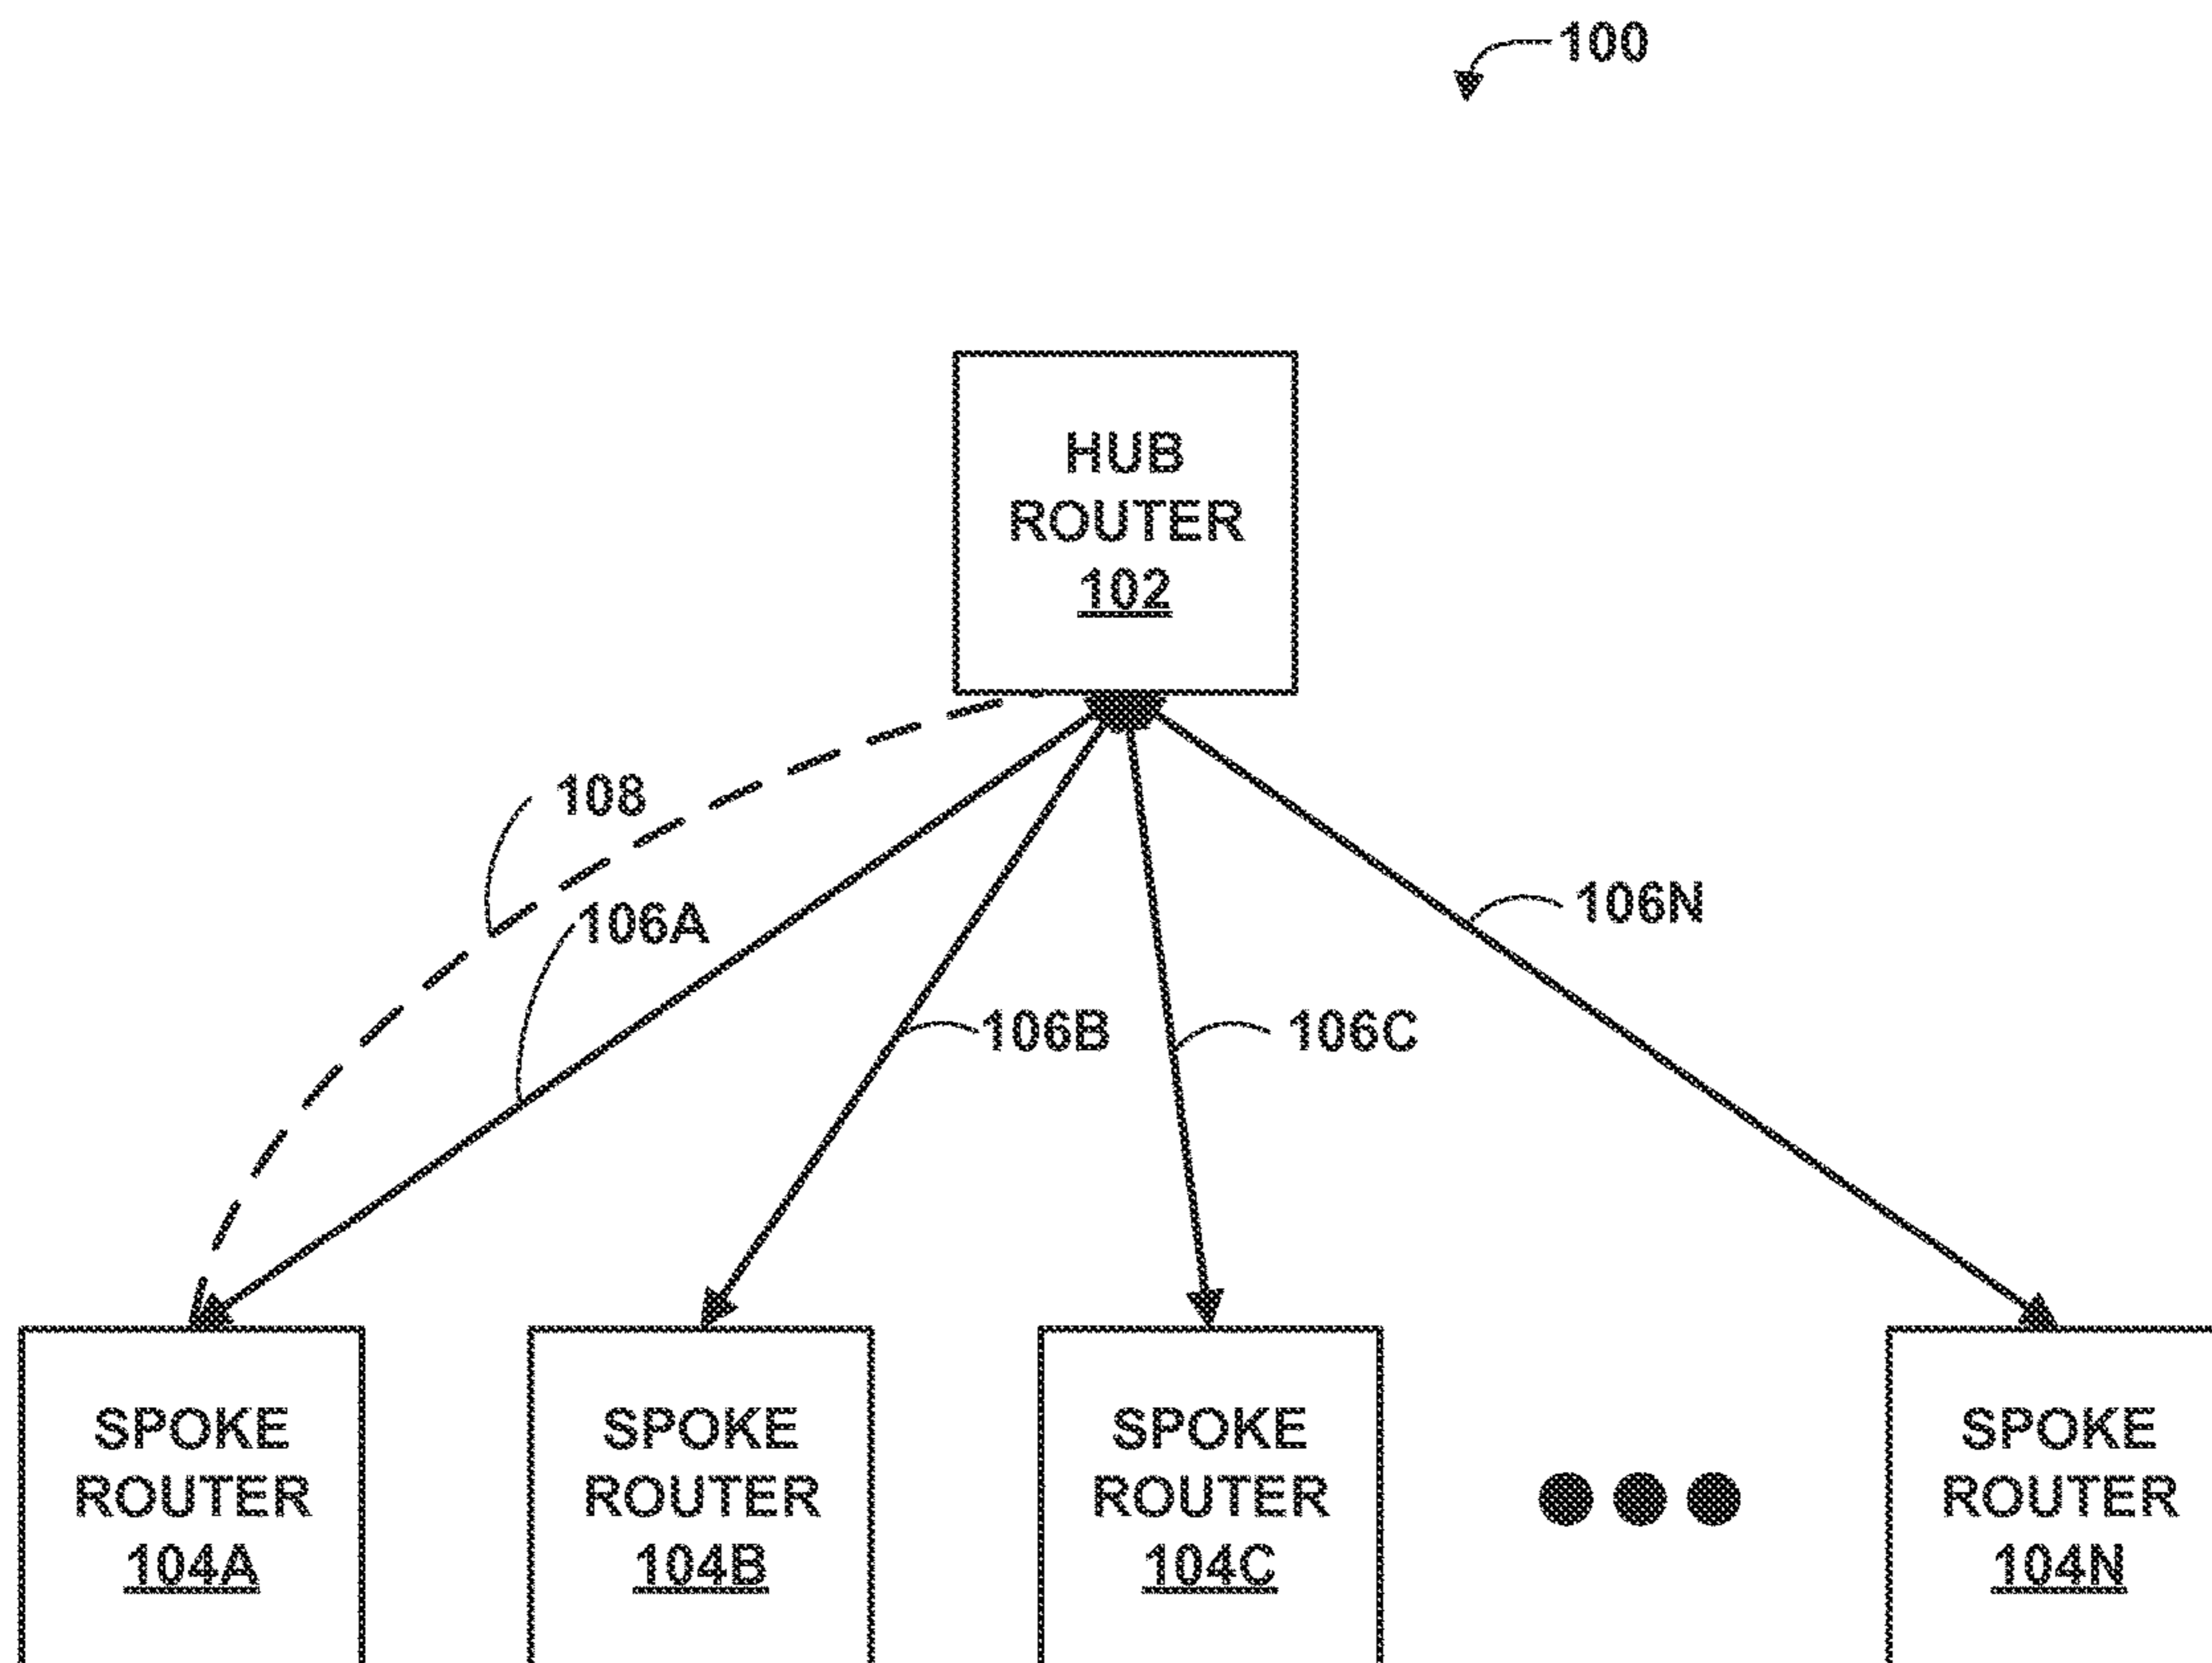 100
HUB
ROUTER
102
108
106A
106N
106B
106C
SPOKE
ROUTER
104A
SPOKE
ROUTER
104B
SPOKE
ROUTER
104C
SPOKE
ROUTER
104N